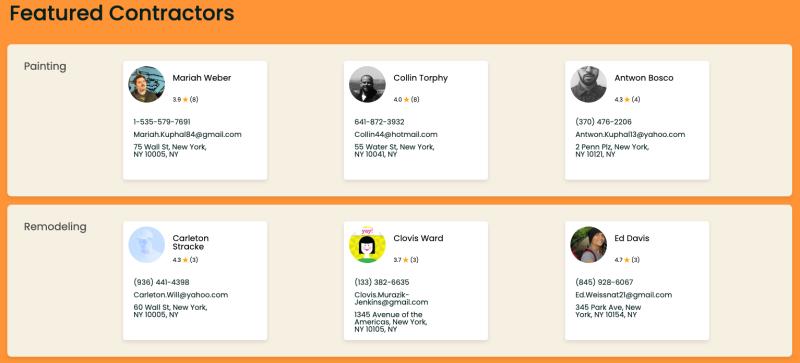 Featured Contractors
Painting
Mariah Weber
3.9 ★ (8)
1-535-579-7691
Mariah.Kuphal84@gmail.com
75 Wall St, New York,
NY 10005, NY
Collin Torphy
4.0 ★ (8)
641-872-3932
Collin44@hotmail.com
55 Water St, New York,
NY 10041, NY
Antwon Bosco
4.3 ★ (4)
(370) 476-2206
Antwon.Kuphal13@yahoo.com
2 Penn Plz, New York,
NY 10121, NY
Remodeling
Carleton
Stracke
4.3 ★ (3)
(936) 441-4398
Carleton.Will@yahoo.com
60 Wall St, New York,
NY 10005, NY
yay!
Clovis Ward
3.7 ★ (3)
(133) 382-6635
Clovis.Murazik-
Jenkins@gmail.com
1345 Avenue of the
Americas, New York,
NY 10105, NY
Ed Davis
4.7 ★ (3)
(845) 928-6067
Ed.Weissnat21@gmail.com
345 Park Ave, New
York, NY 10154, NY